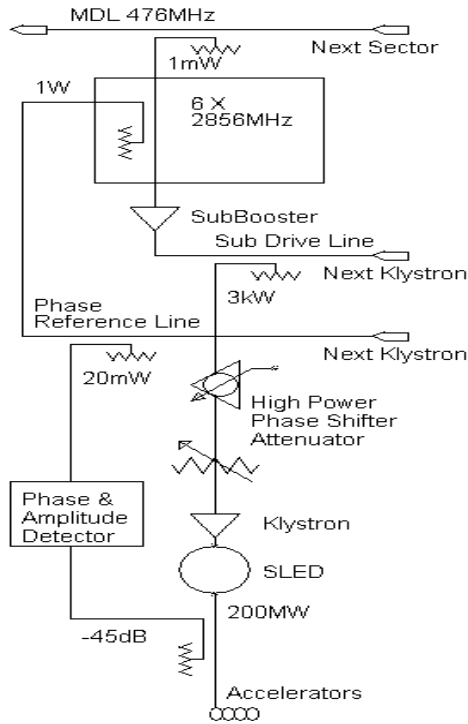 MDL 476MHz
Next Sector
1mW
1W
6 X
2856MHz
SubBooster
Sub Drive Line
Next Klystron
3kW
Phase
Reference Line
Next Klystron
20mW
High Power
Phase Shifter
Attenuator
Phase &
Amplitude
Detector
Klystron
SLED
200MW
-45dB
Accelerators